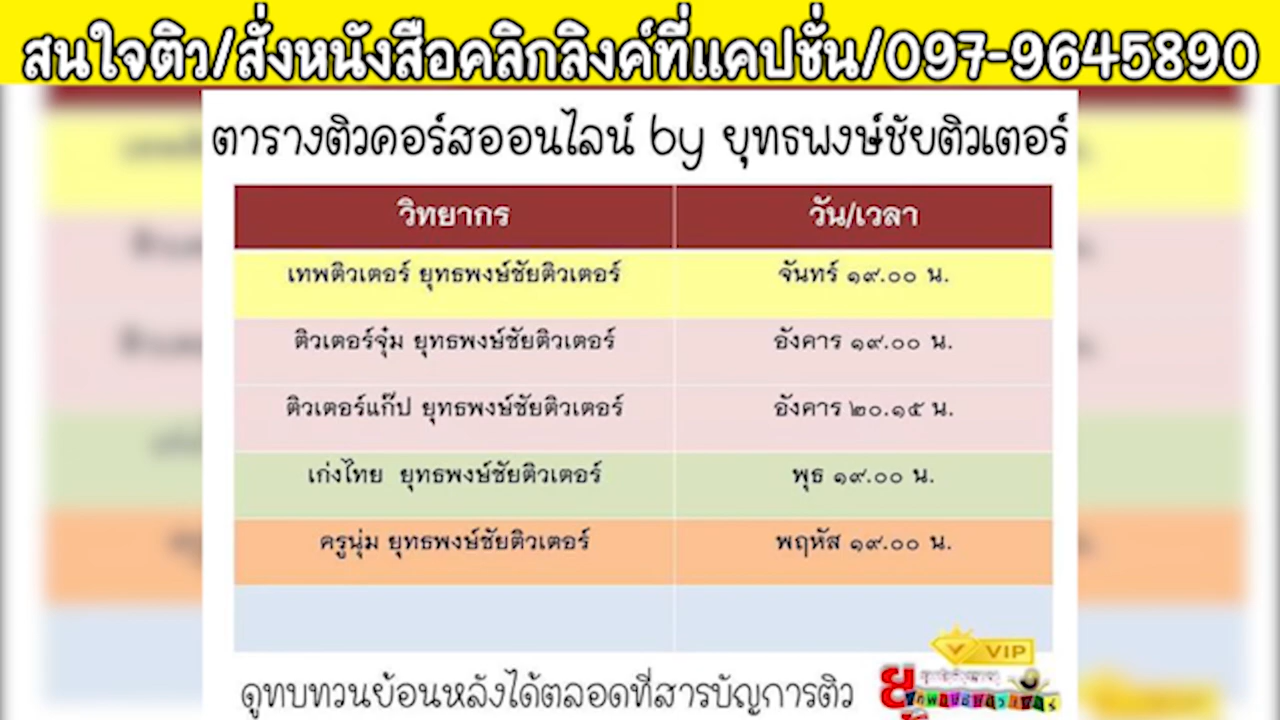 สนใจติว/สั่งหนังสือคลิกลิงค์ที่แคปชั่น/097-9645890
ตารางติวคอร์สออนไลน์ by ยุทธพงษ์ชัยติวเตอร์
วิทยากร วัน/เวลา
เทพติวเตอร์ ยุทธพงษ์ชัยติวเตอร์ จันทร์ ๑๙.๐๐ น.
ติวเตอร์จุ๋ม ยุทธพงษ์ชัยติวเตอร์ อังคาร ๑๙.๐๐ น.
ติวเตอร์แก๊ป ยุทธพงษ์ชัยติวเตอร์ อังคาร ๒๐.๑๕ น.
เก่งไทย ยุทธพงษ์ชัยติวเตอร์ พุธ ๑๙.๐๐ น.
ครูนุ่ม ยุทธพงษ์ชัยติวเตอร์ พฤหัส ๑๙.๐๐ น.
VIP
ดูทบทวนย้อนหลังได้ตลอดที่สารบัญการติว